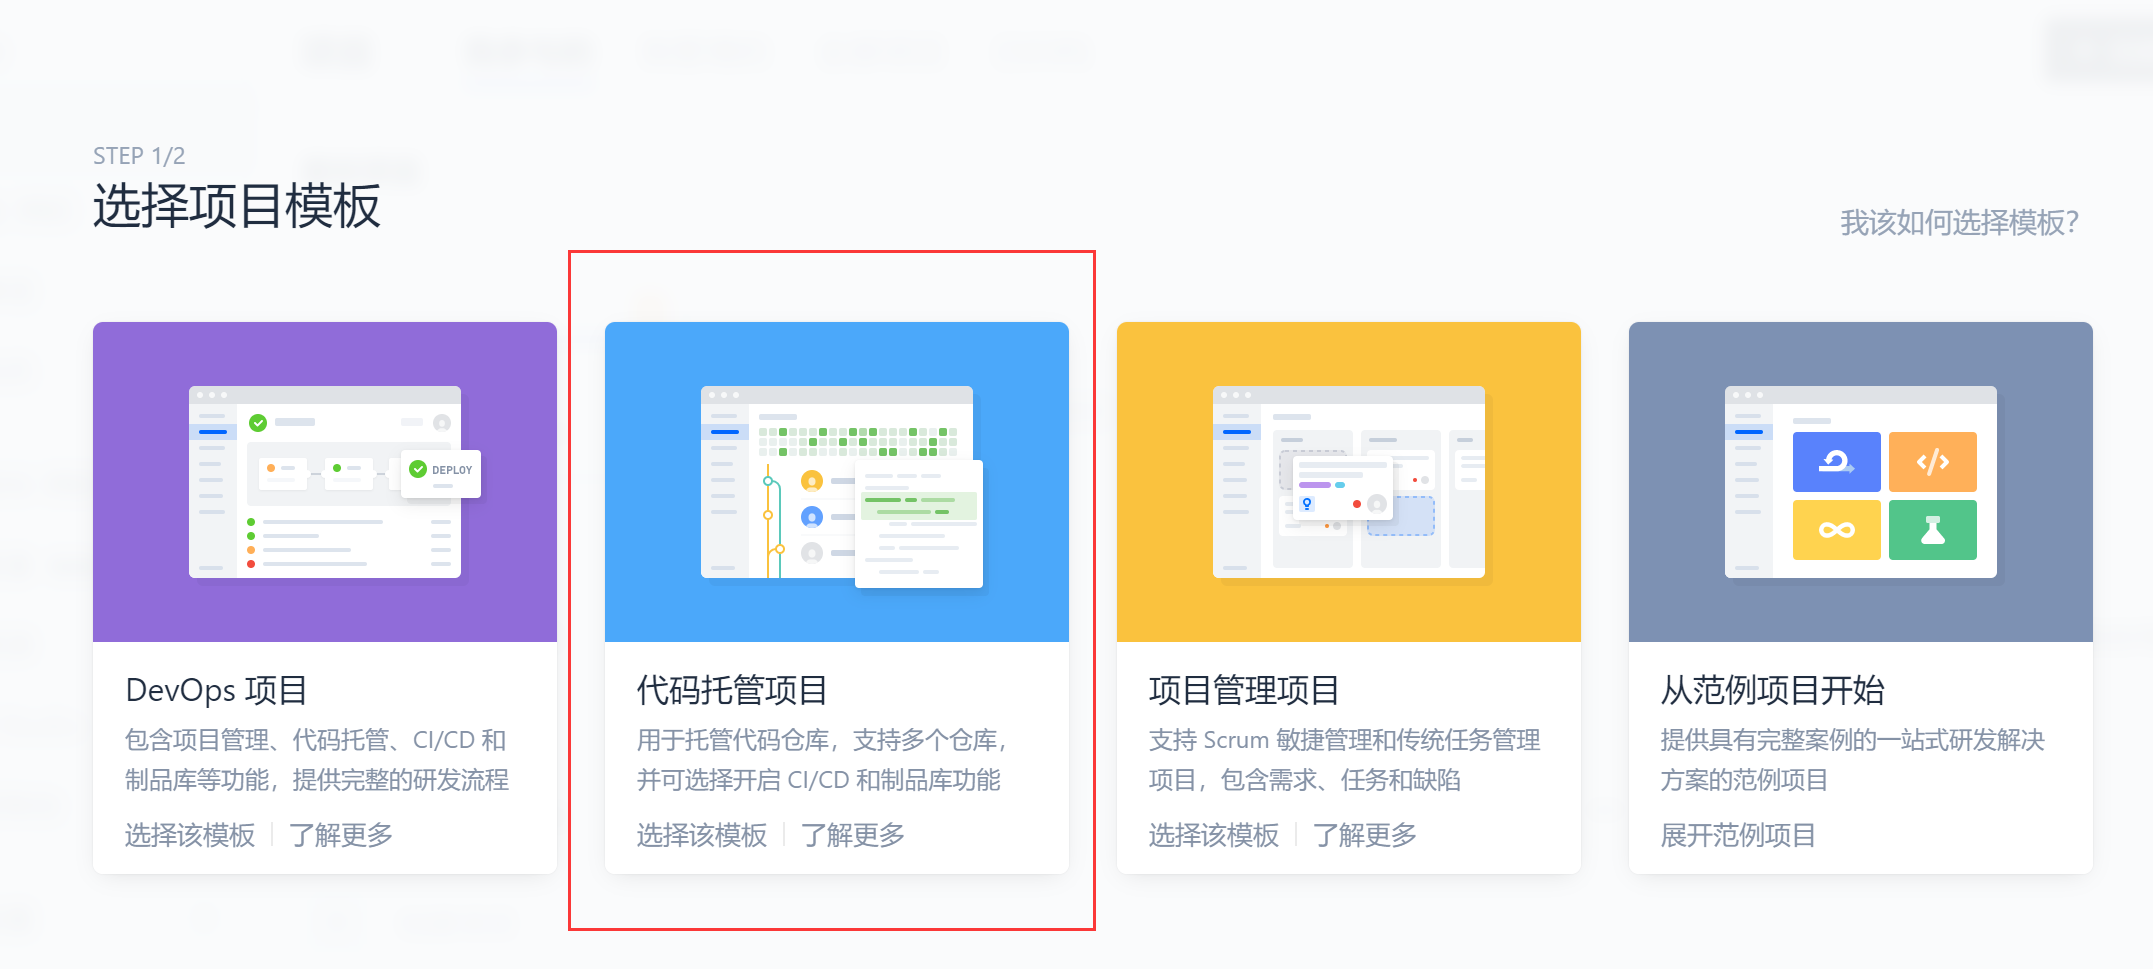 STEP 1/2
选择项目模板
我该如何选择模板?
DEPLOY
DevOps 项目
包含项目管理、代码托管、CI/CD 和
制品库等功能，提供完整的研发流程
选择该模板 | 了解更多
代码托管项目
用于托管代码仓库，支持多个仓库，
并可选择开启 CI/CD 和制品库功能
选择该模板 | 了解更多
项目管理项目
支持 Scrum 敏捷管理和传统任务管理
项目，包含需求、任务和缺陷
选择该模板 | 了解更多
从范例项目开始
提供具有完整案例的一站式研发解决
方案的范例项目
展开范例项目